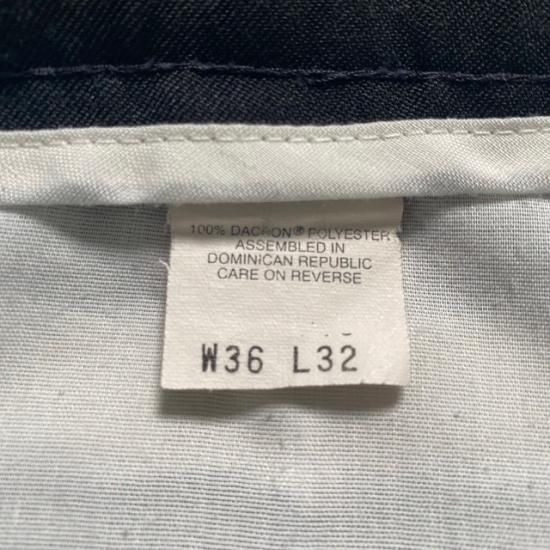 100% DACRON® POLYESTER
ASSEMBLED IN
DOMINICAN REPUBLIC
CARE ON REVERSE
W36 L32